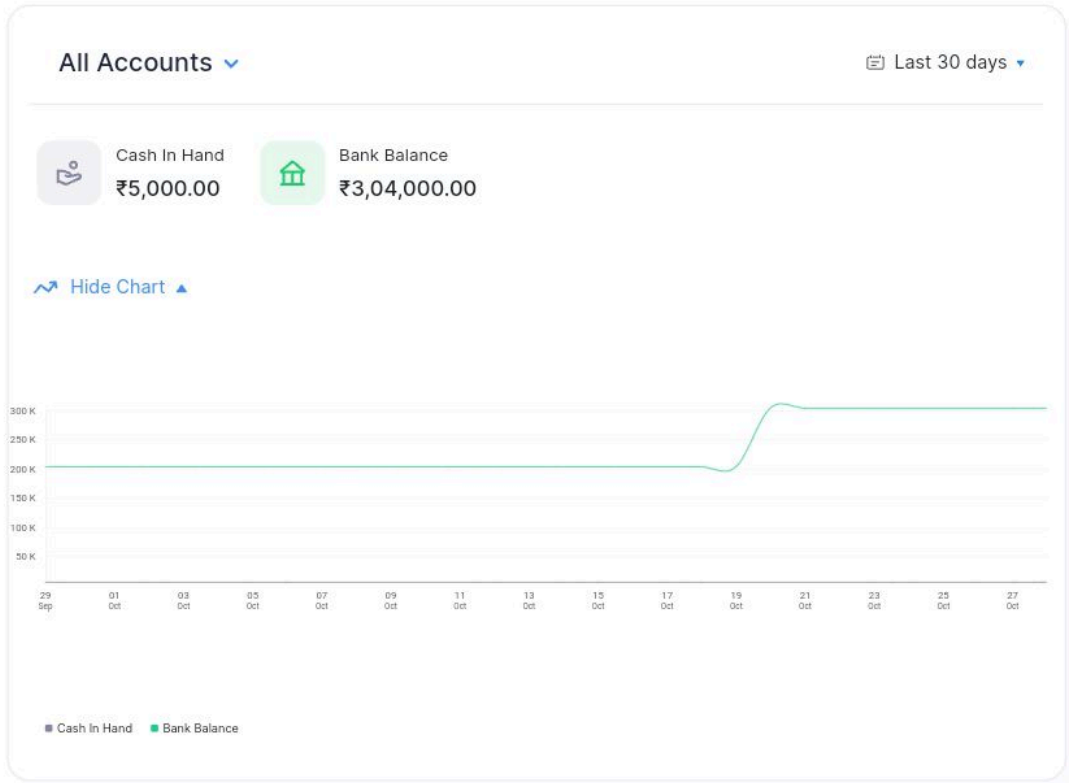 All Accounts
Last 30 days
Cash In Hand
₹5,000.00
Bank Balance
₹3,04,000.00
Hide Chart
300 K
250 K
200 K
150 K
100 K
50 K
29 Sep
01 Oct
03 Oct
05 Oct
07 Oct
09 Oct
11 Oct
13 Oct
15 Oct
17 Oct
19 Oct
21 Oct
23 Oct
25 Oct
27 Oct
Cash In Hand
Bank Balance